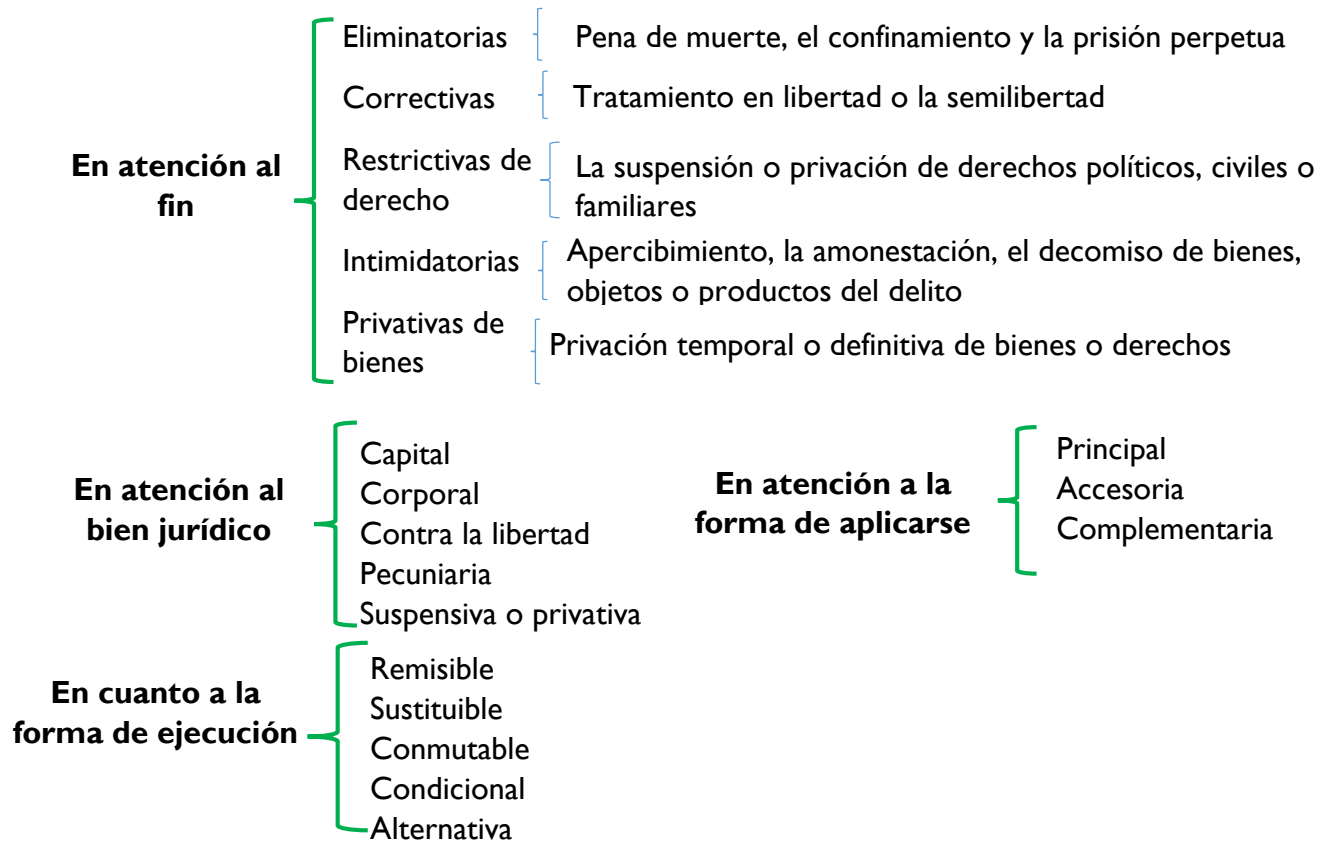 En atención al
fin
Eliminatorias
Pena de muerte, el confinamiento y la prisión perpetua
Correctivas
Tratamiento en libertad o la semilibertad
Restrictivas de
derecho
La suspensión o privación de derechos políticos, civiles o
familiares
Intimidatorias
Apercibimiento, la amonestación, el decomiso de bienes,
objetos o productos del delito
Privativas de
bienes
Privación temporal o definitiva de bienes o derechos
En atención al
bien jurídico
Capital
Corporal
Contra la libertad
Pecuniaria
Suspensiva o privativa
En atención a la
forma de aplicarse
Principal
Accesoria
Complementaria
En cuanto a la
forma de ejecución
Remisible
Sustituible
Conmutable
Condicional
Alternativa